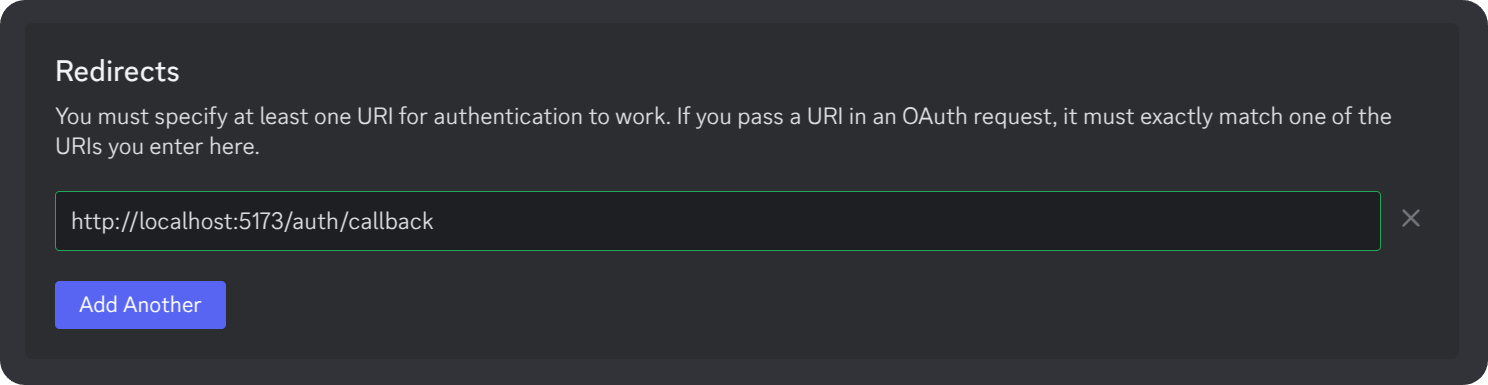 Redirects
You must specify at least one URI for authentication to work. If you pass a URI in an OAuth request, it must exactly match one of the
URIs you enter here.
http://localhost:5173/auth/callback
Add Another